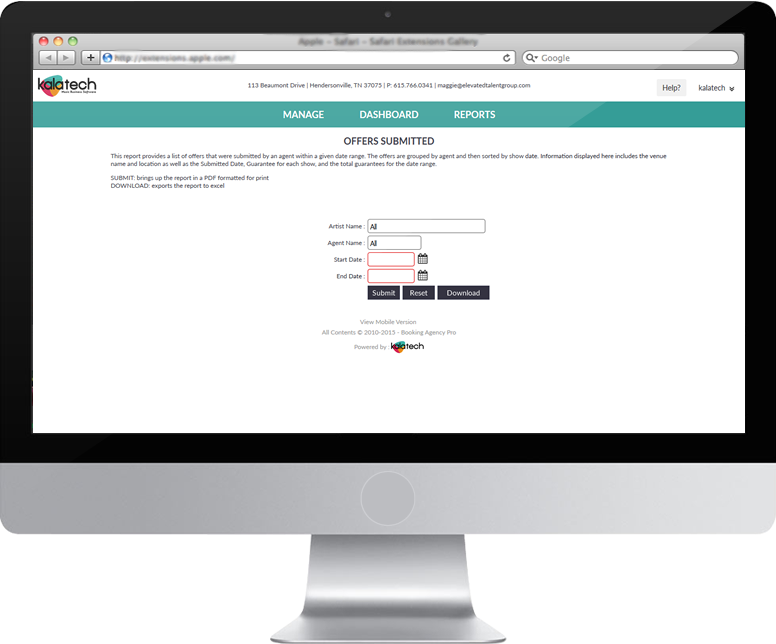 Apple – Safari – Safari Extensions Gallery
http://extensions.apple.com/
Google
kalatech
113 Beaumont Drive | Hendersonville, TN 37075 | P: 615.766.0341 | maggie@elevatedtalentgroup.com
Help?
kalatech
MANAGE DASHBOARD REPORTS
OFFERS SUBMITTED
This report provides a list of offers that were submitted by an agent within a given date range. The offers are grouped by agent and then sorted by show date. Information displayed here includes the venue
name and location as well as the Submitted Date, Guarantee for each show, and the total guarantees for the date range.
SUBMIT: brings up the report in a PDF formatted for print
DOWNLOAD: exports the report to excel
Artist Name : All
Agent Name : All
Start Date :
End Date :
Submit Reset Download
View Mobile Version
All Contents © 2010-2015 - Booking Agency Pro
Powered by kalatech